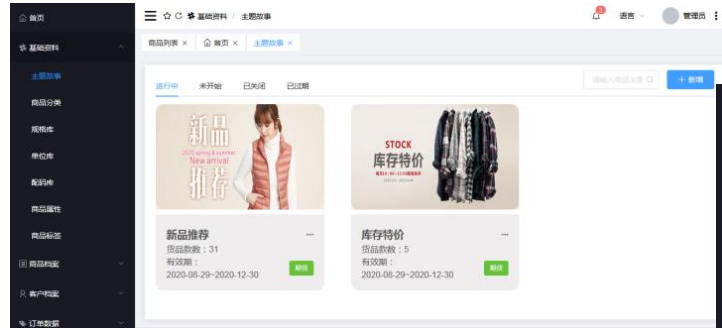 首页
基础资料
主题故事
商品分类
规格库
单位库
配码库
商品属性
商品标签
商品档案
客户档案
订单数据
基础资料 / 主题故事
语言
管理员
商品列表 ×
首页 ×
主题故事 ×
进行中
未开始
已关闭
已过期
+ 新增
新品
2020 spring & summer
New arrival
推荐
新品推荐
货品款数：31
有效期：
2020-08-29~2020-12-30
STOCK
库存特价
库存特价
货品款数：5
有效期：
2020-08-29~2020-12-30